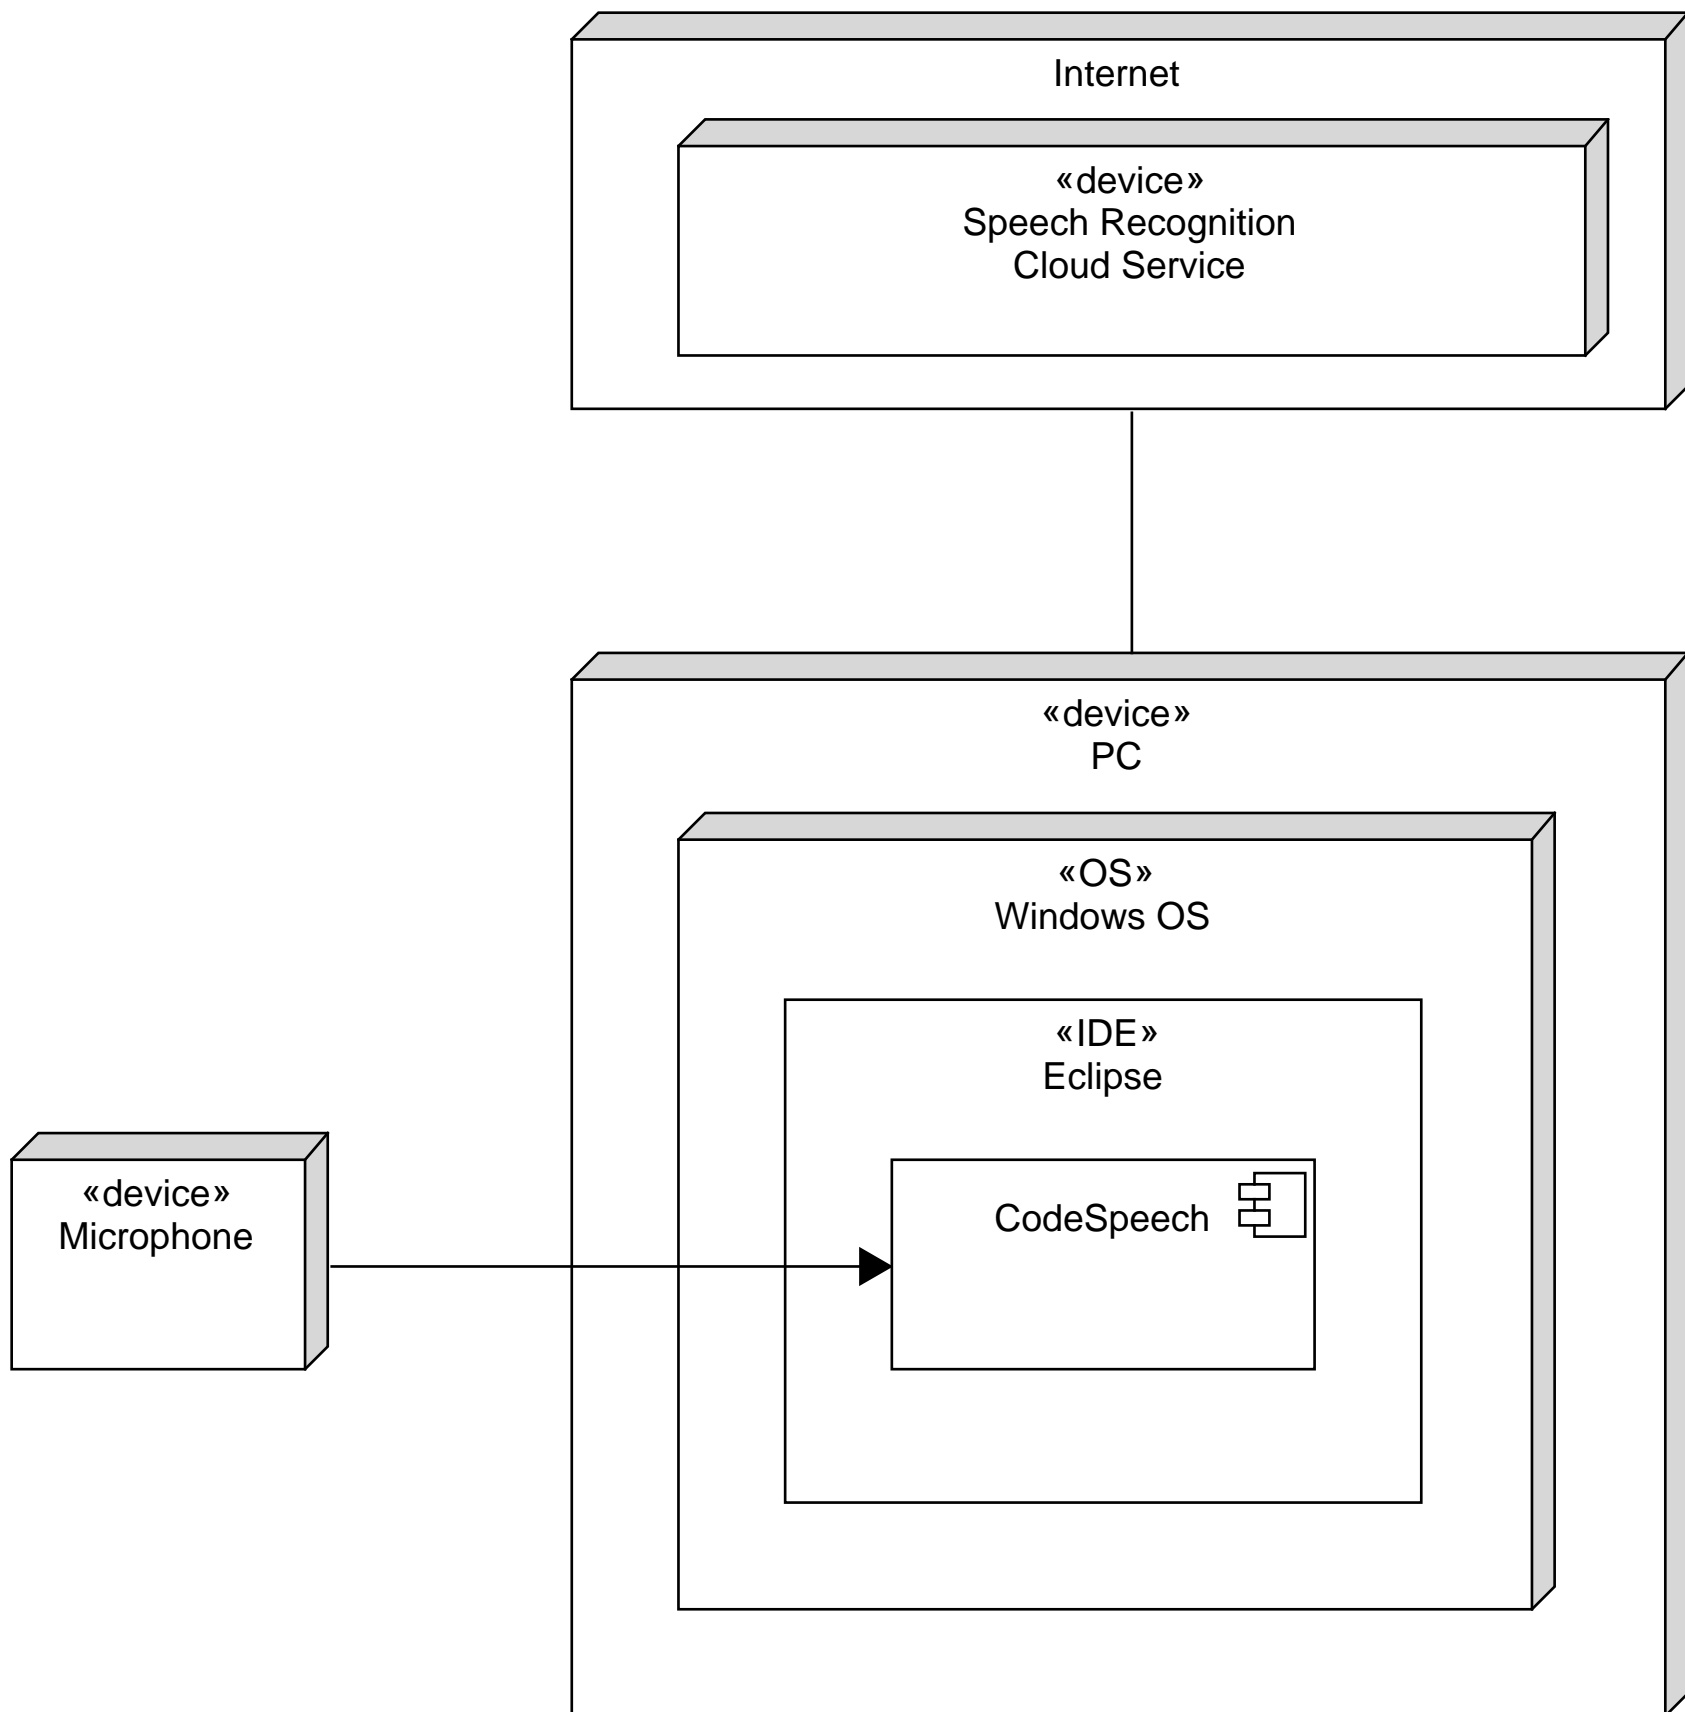 Internet
«device»
Speech Recognition
Cloud Service
«device»
PC
«OS»
Windows OS
«IDE»
Eclipse
«device»
Microphone
CodeSpeech